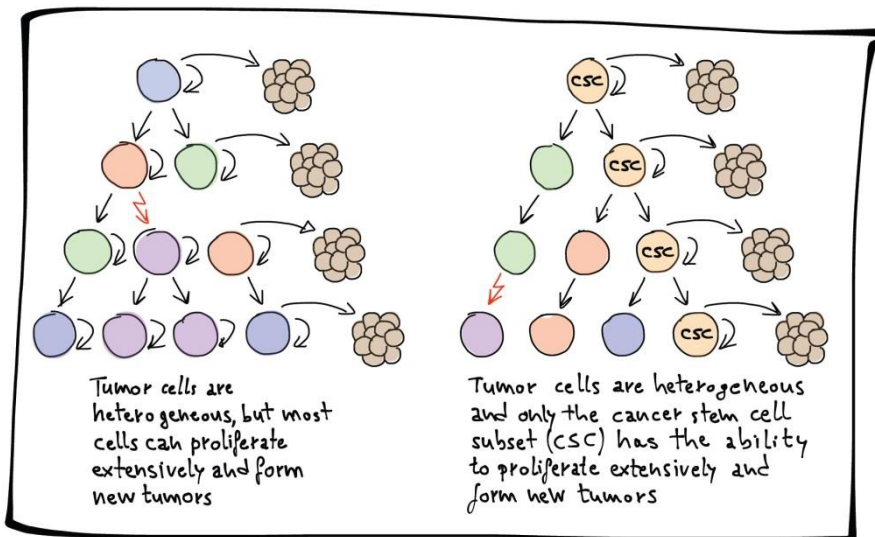 CSC
CSC
CSC
CSC
Tumor cells are
heterogeneous, but most
cells can proliferate
extensively and form
new tumors
Tumor cells are heterogeneous
and only the cancer stem cell
subset (CSC) has the ability
to proliferate extensively and
form new tumors